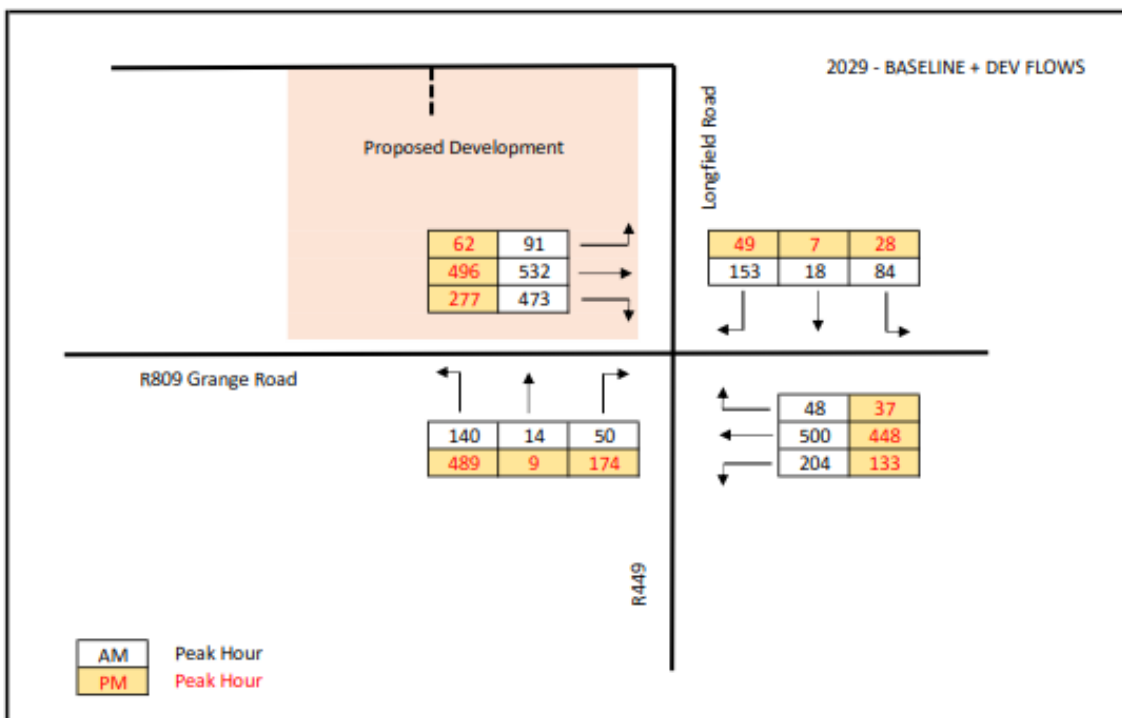 2029 - BASELINE + DEV FLOWS
Longfield Road
Proposed Development
62 91
496 532
277 473
49 7 28
153 18 84
R809 Grange Road
140 14 50
489 9 174
48 37
500 448
204 133
R449
AM Peak Hour
PM Peak Hour